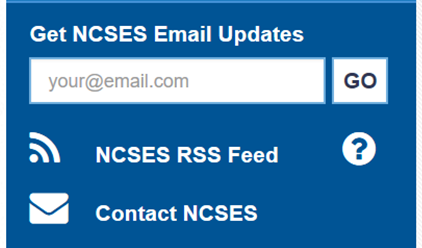 Get NCSES Email Updates
your@email.com GO
NCSES RSS Feed ?
Contact NCSES